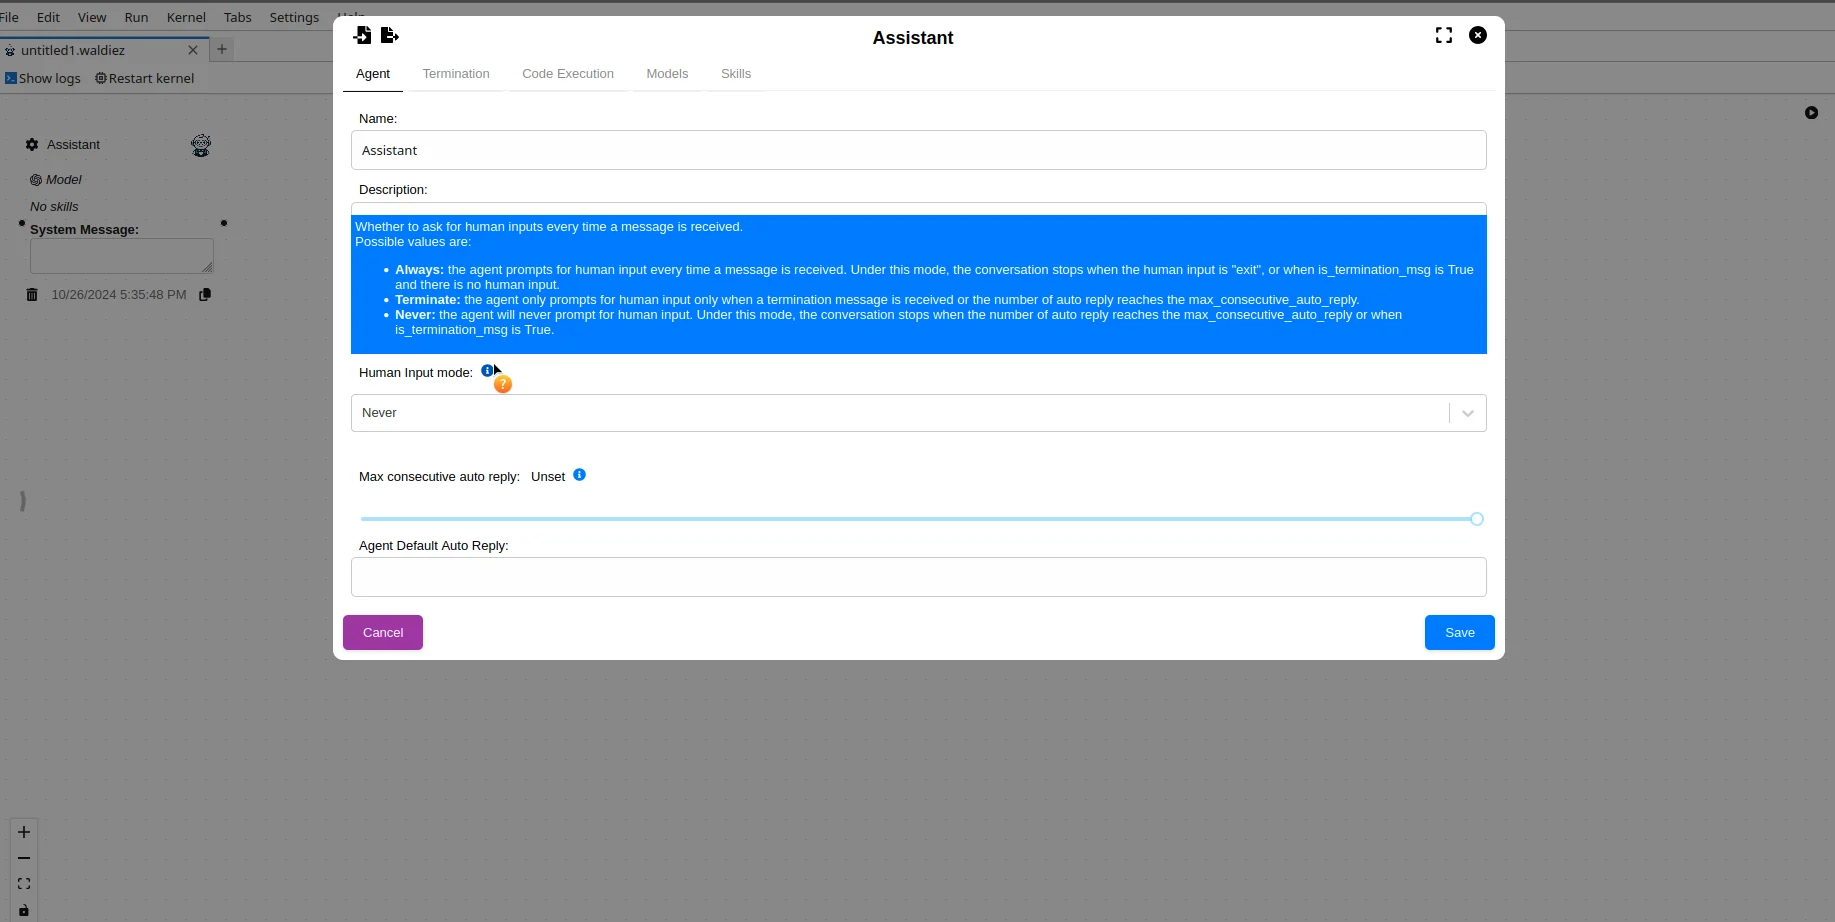 File Edit View Run Kernel Tabs Settings Help
untitled1.waldiez
Show logs Restart kernel
Assistant
Model
No skills
System Message:
10/26/2024 5:35:48 PM
Assistant
Agent Termination Code Execution Models Skills
Name:
Assistant
Description:
Whether to ask for human inputs every time a message is received.
Possible values are:
• Always: the agent prompts for human input every time a message is received. Under this mode, the conversation stops when the human input is "exit", or when is_termination_msg is True
and there is no human input.
• Terminate: the agent only prompts for human input only when a termination message is received or the number of auto reply reaches the max_consecutive_auto_reply.
• Never: the agent will never prompt for human input. Under this mode, the conversation stops when the number of auto reply reaches the max_consecutive_auto_reply or when
is_termination_msg is True.
Human Input mode:
Never
Max consecutive auto reply: Unset
Agent Default Auto Reply:
Cancel Save